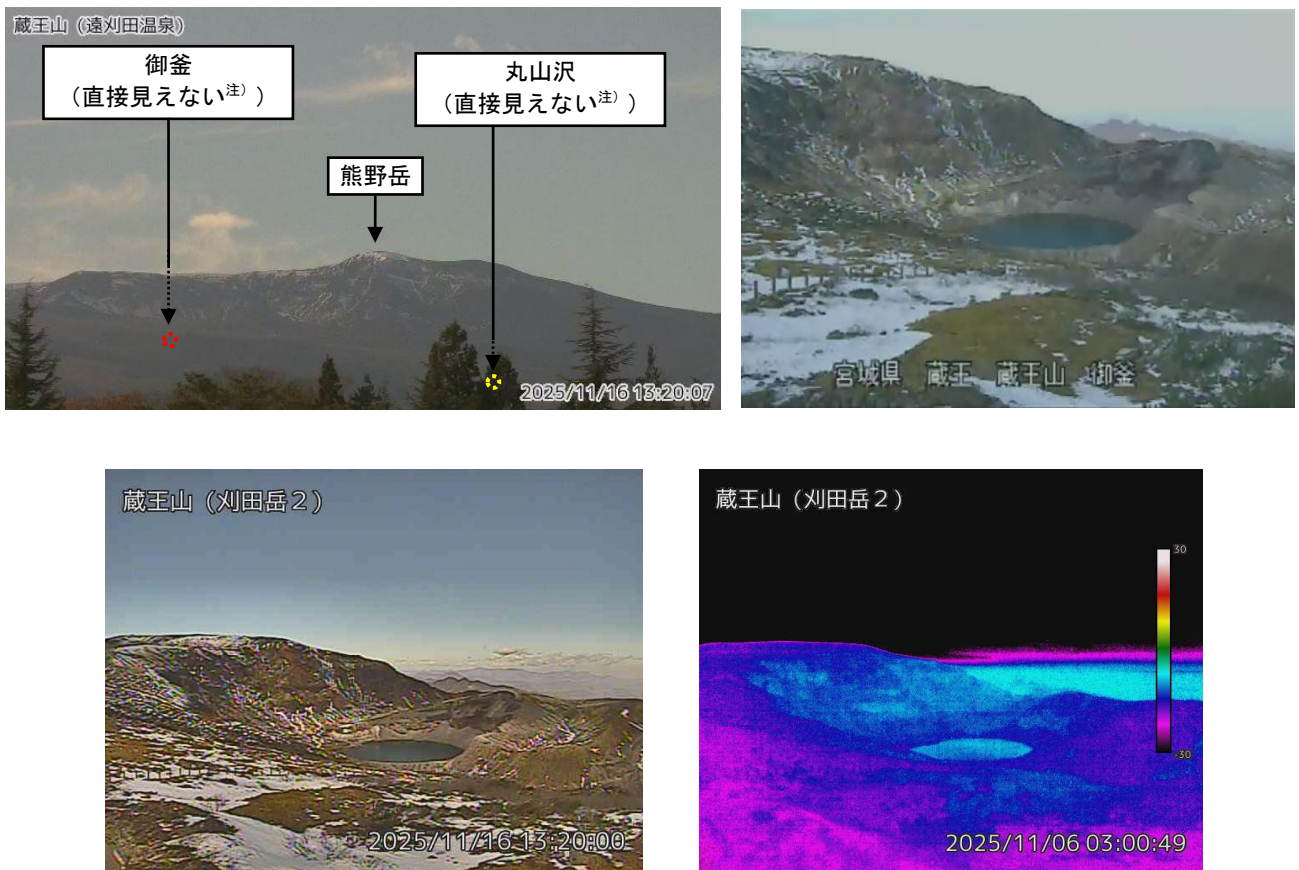 蔵王山（遠刈田温泉）
御釜
（直接見えない注））
丸山沢
（直接見えない注））
熊野岳
2025/11/16 13:20:07
宮城県　蔵王　蔵王山　御釜
蔵王山（刈田岳２）
2025/11/16 13:20:00
蔵王山（刈田岳２）
30
-30
2025/11/06 03:00:49